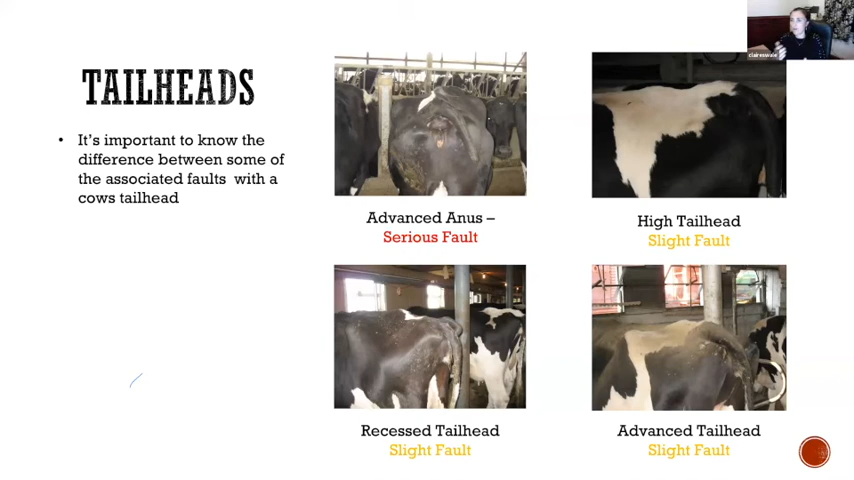 clairesswale
TAILHEADS
• It's important to know the
difference between some of
the associated faults with a
cows tailhead
Advanced Anus –
Serious Fault
High Tailhead
Slight Fault
Recessed Tailhead
Slight Fault
Advanced Tailhead
Slight Fault